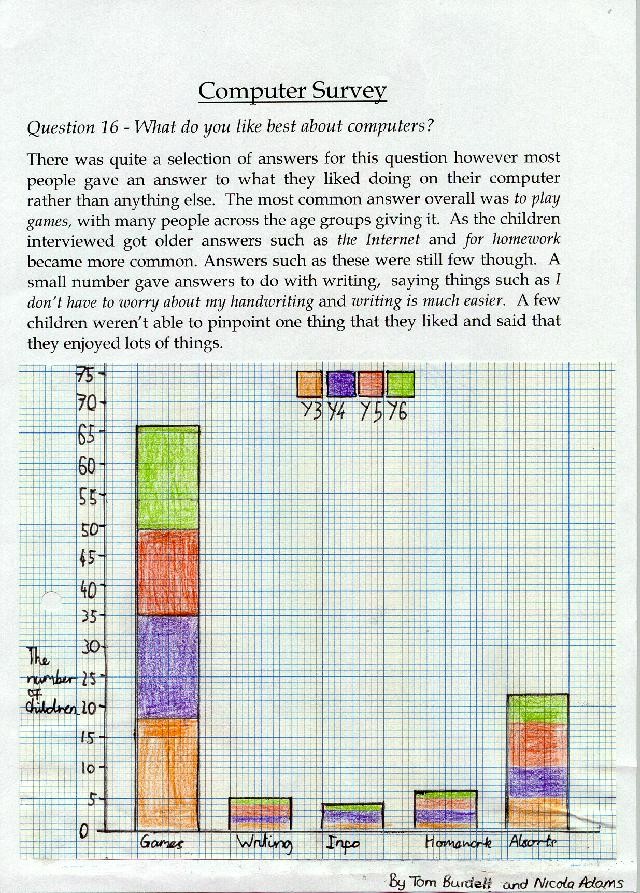 Computer Survey
Question 16 - What do you like best about computers?
There was quite a selection of answers for this question however most
people gave an answer to what they liked doing on their computer
rather than anything else. The most common answer overall was to play
games, with many people across the age groups giving it. As the children
interviewed got older answers such as the Internet and for homework
became more common. Answers such as these were still few though. A
small number gave answers to do with writing, saying things such as I
don't have to worry about my handwriting and writing is much easier. A few
children weren't able to pinpoint one thing that they liked and said that
they enjoyed lots of things.
75
70
65
60
55
50
45
40
35
30
25
20
15
10
5
0
Y3 Y4 Y5 Y6
The
number
of
children
Games Writing Info Homework Alsorts
By Tom Burdett and Nicola Adams